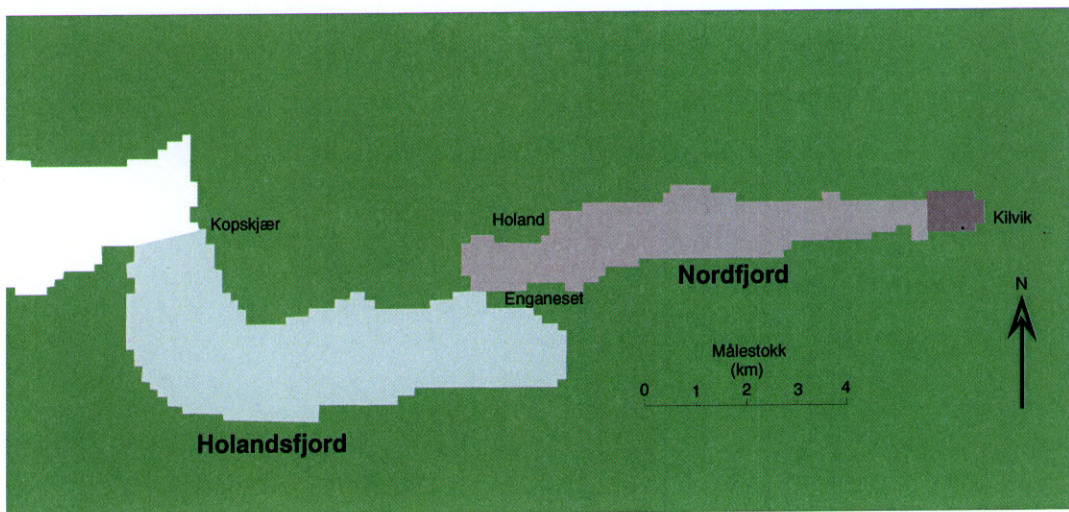 Kopskjær
Holand
Kilvik
Nordfjord
Enganeset
N
Målestokk
(km)
0 1 2 3 4
Holandsfjord